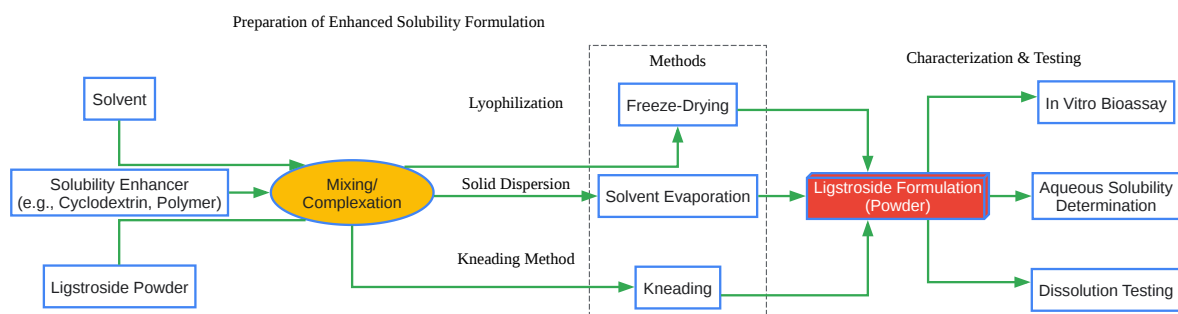 Preparation of Enhanced Solubility Formulation
Methods
Characterization & Testing
Solvent
Lyophilization
Freeze-Drying
In Vitro Bioassay
Solubility Enhancer
(e.g., Cyclodextrin, Polymer)
Mixing/
Complexation
Solid Dispersion
Solvent Evaporation
Ligstroside Formulation
(Powder)
Aqueous Solubility
Determination
Ligstroside Powder
Kneading Method
Kneading
Dissolution Testing